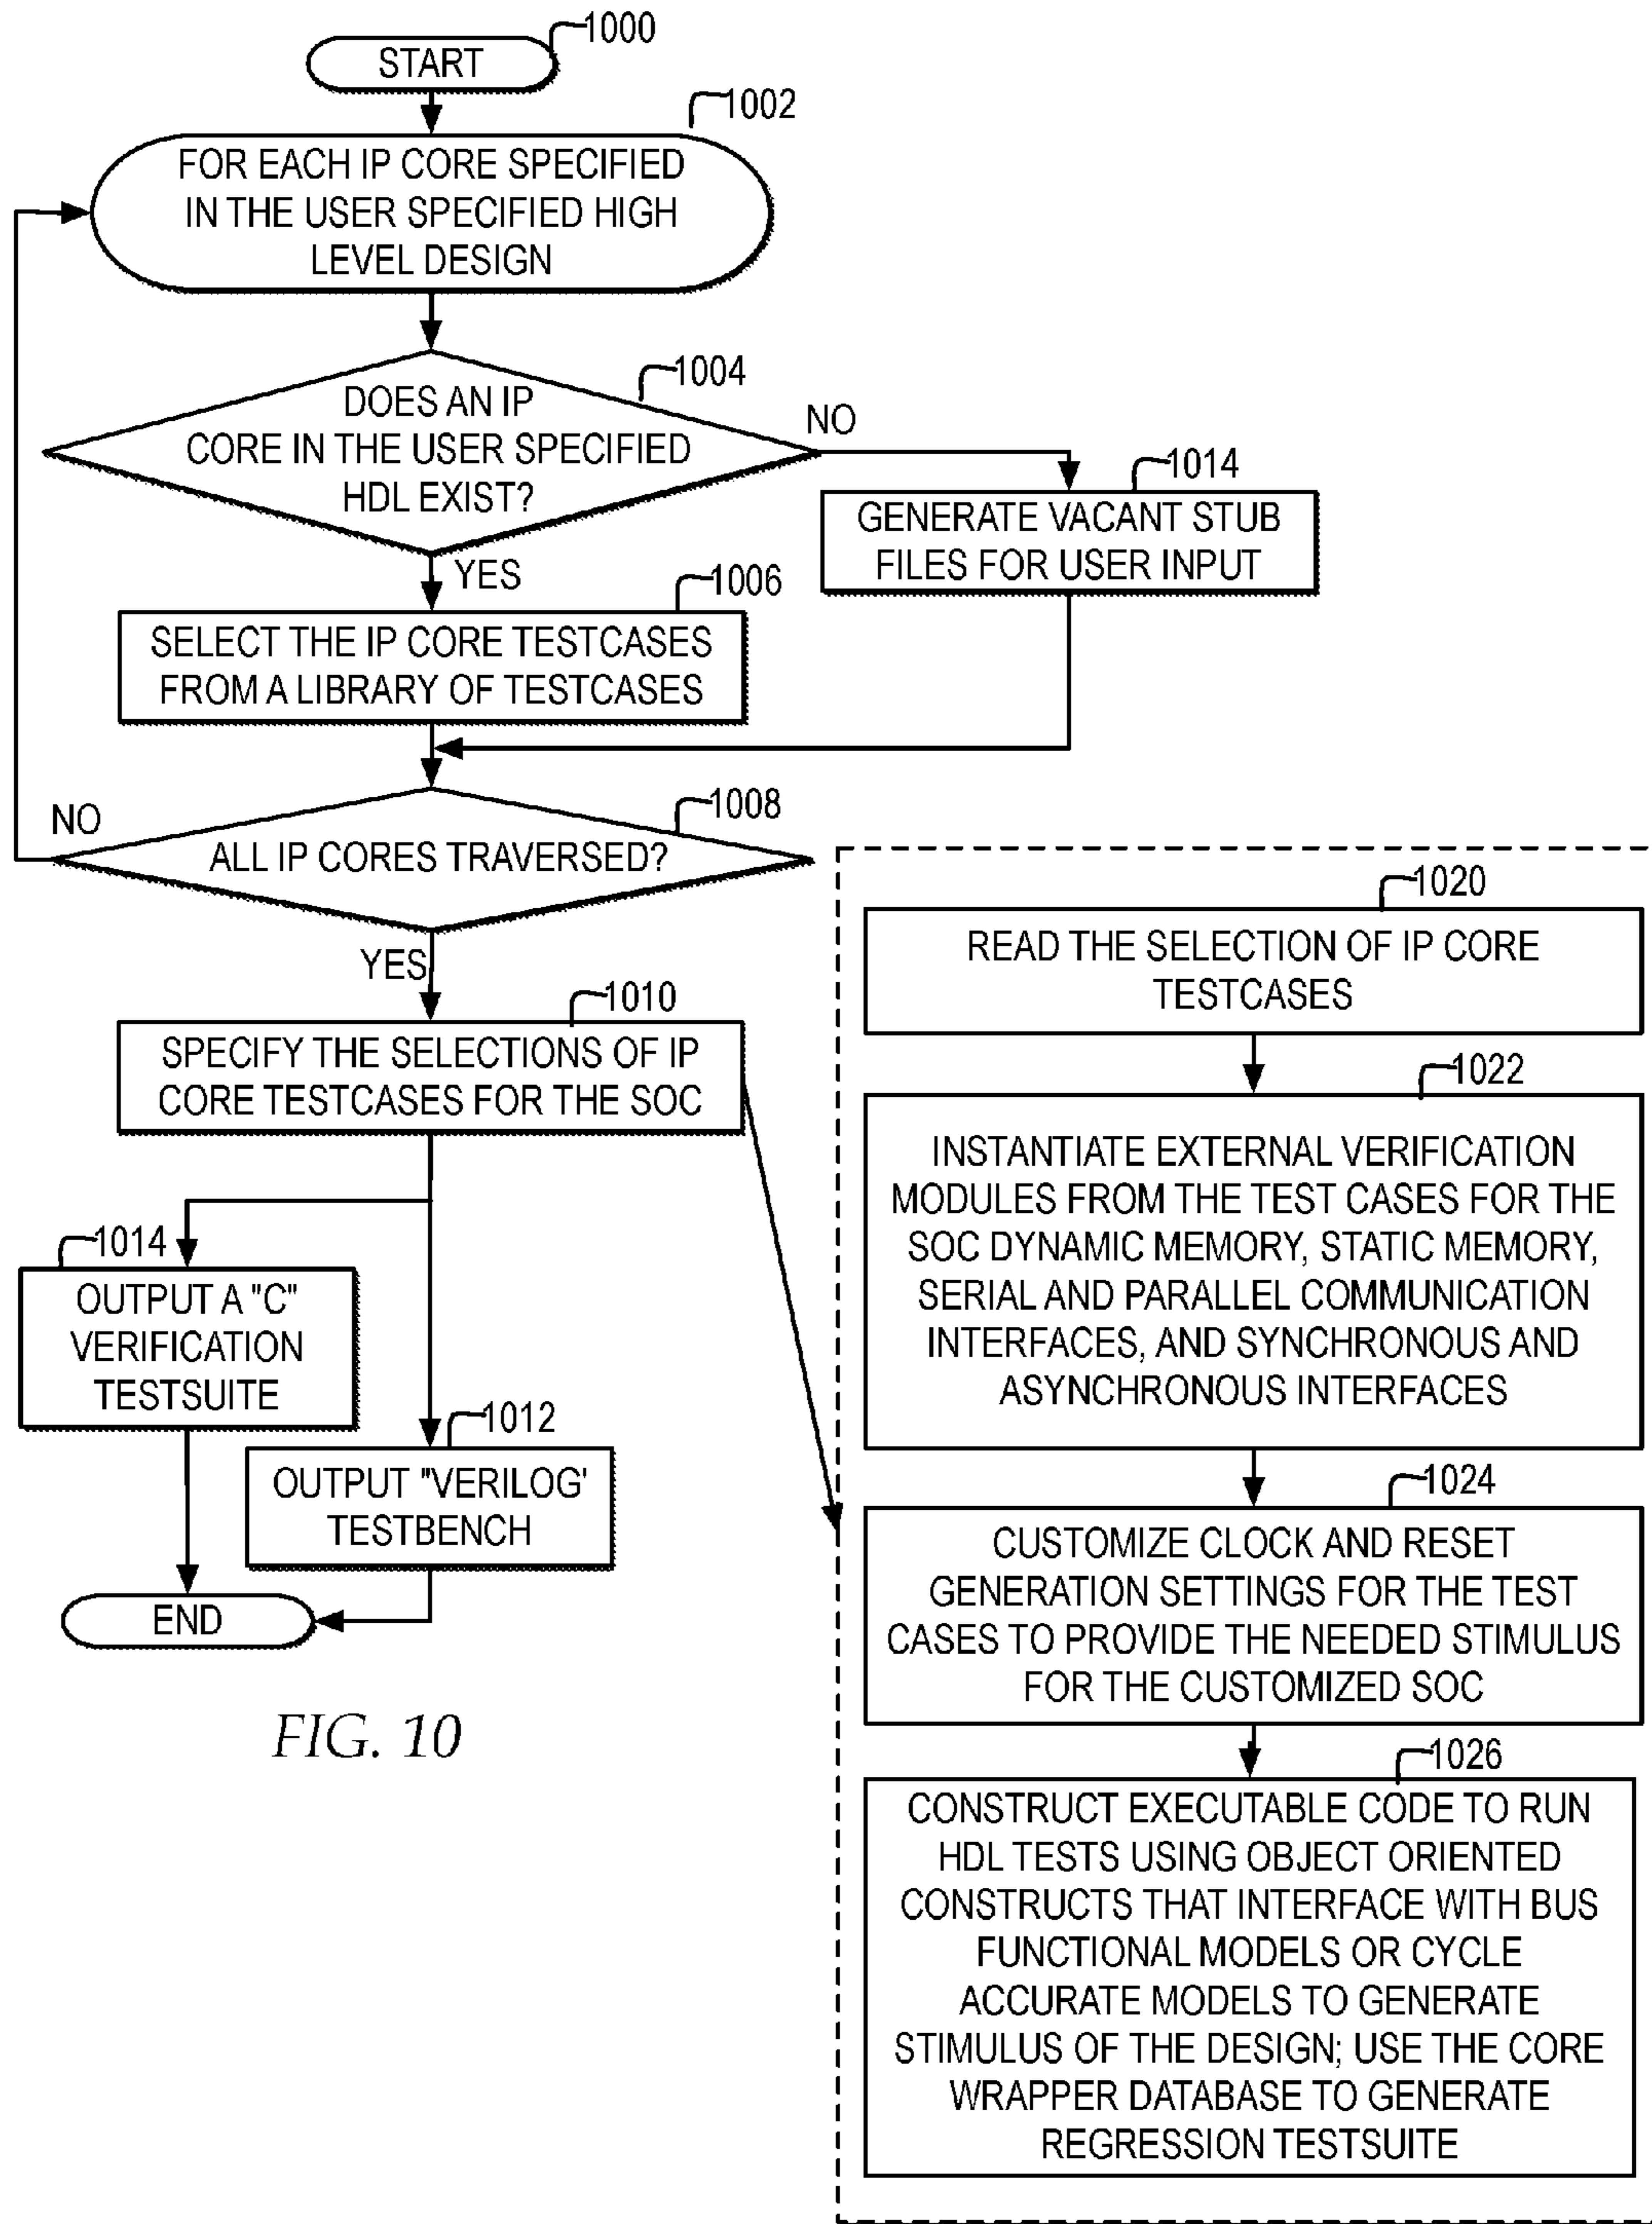 1000
START
1002
FOR EACH IP CORE SPECIFIED
IN THE USER SPECIFIED HIGH
LEVEL DESIGN
1004
DOES AN IP
CORE IN THE USER SPECIFIED
HDL EXIST?
NO
YES
1014
GENERATE VACANT STUB
FILES FOR USER INPUT
1006
SELECT THE IP CORE TESTCASES
FROM A LIBRARY OF TESTCASES
1008
NO
ALL IP CORES TRAVERSED?
YES
1010
SPECIFY THE SELECTIONS OF IP
CORE TESTCASES FOR THE SOC
1014
OUTPUT A "C"
VERIFICATION
TESTSUITE
1012
OUTPUT "VERILOG'
TESTBENCH
END
FIG. 10
1020
READ THE SELECTION OF IP CORE
TESTCASES
1022
INSTANTIATE EXTERNAL VERIFICATION
MODULES FROM THE TEST CASES FOR THE
SOC DYNAMIC MEMORY, STATIC MEMORY,
SERIAL AND PARALLEL COMMUNICATION
INTERFACES, AND SYNCHRONOUS AND
ASYNCHRONOUS INTERFACES
1024
CUSTOMIZE CLOCK AND RESET
GENERATION SETTINGS FOR THE TEST
CASES TO PROVIDE THE NEEDED STIMULUS
FOR THE CUSTOMIZED SOC
1026
CONSTRUCT EXECUTABLE CODE TO RUN
HDL TESTS USING OBJECT ORIENTED
CONSTRUCTS THAT INTERFACE WITH BUS
FUNCTIONAL MODELS OR CYCLE
ACCURATE MODELS TO GENERATE
STIMULUS OF THE DESIGN; USE THE CORE
WRAPPER DATABASE TO GENERATE
REGRESSION TESTSUITE